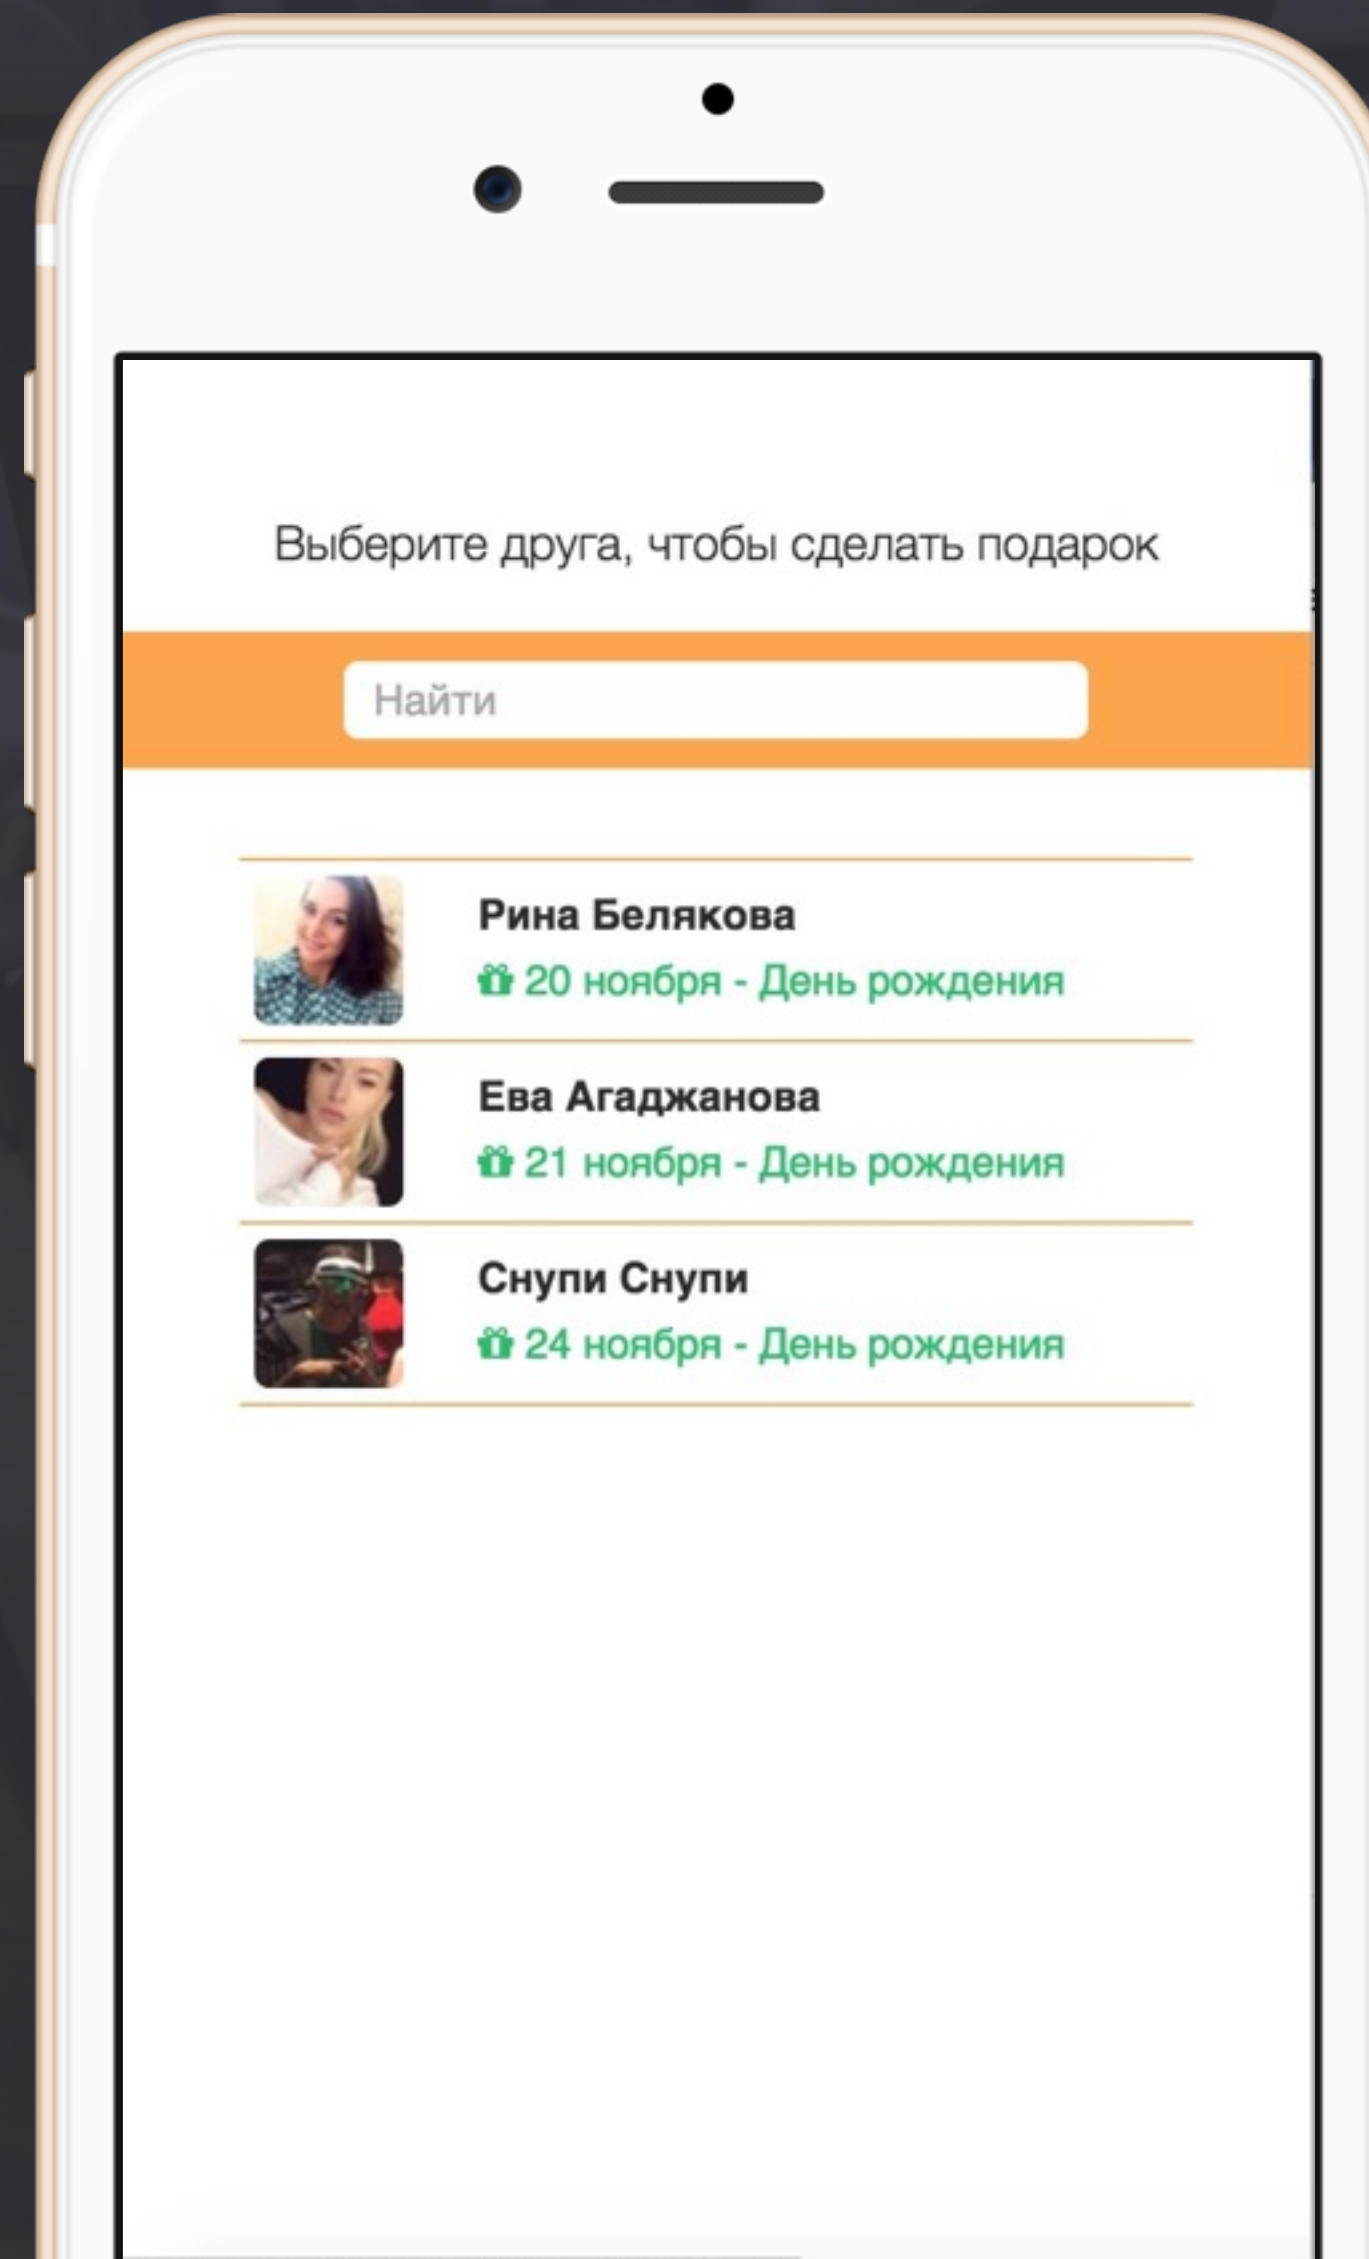 Выберите друга, чтобы сделать подарок
Найти
Рина Белякова
20 ноября - День рождения
Ева Агаджанова
21 ноября - День рождения
Снупи Снупи
24 ноября - День рождения